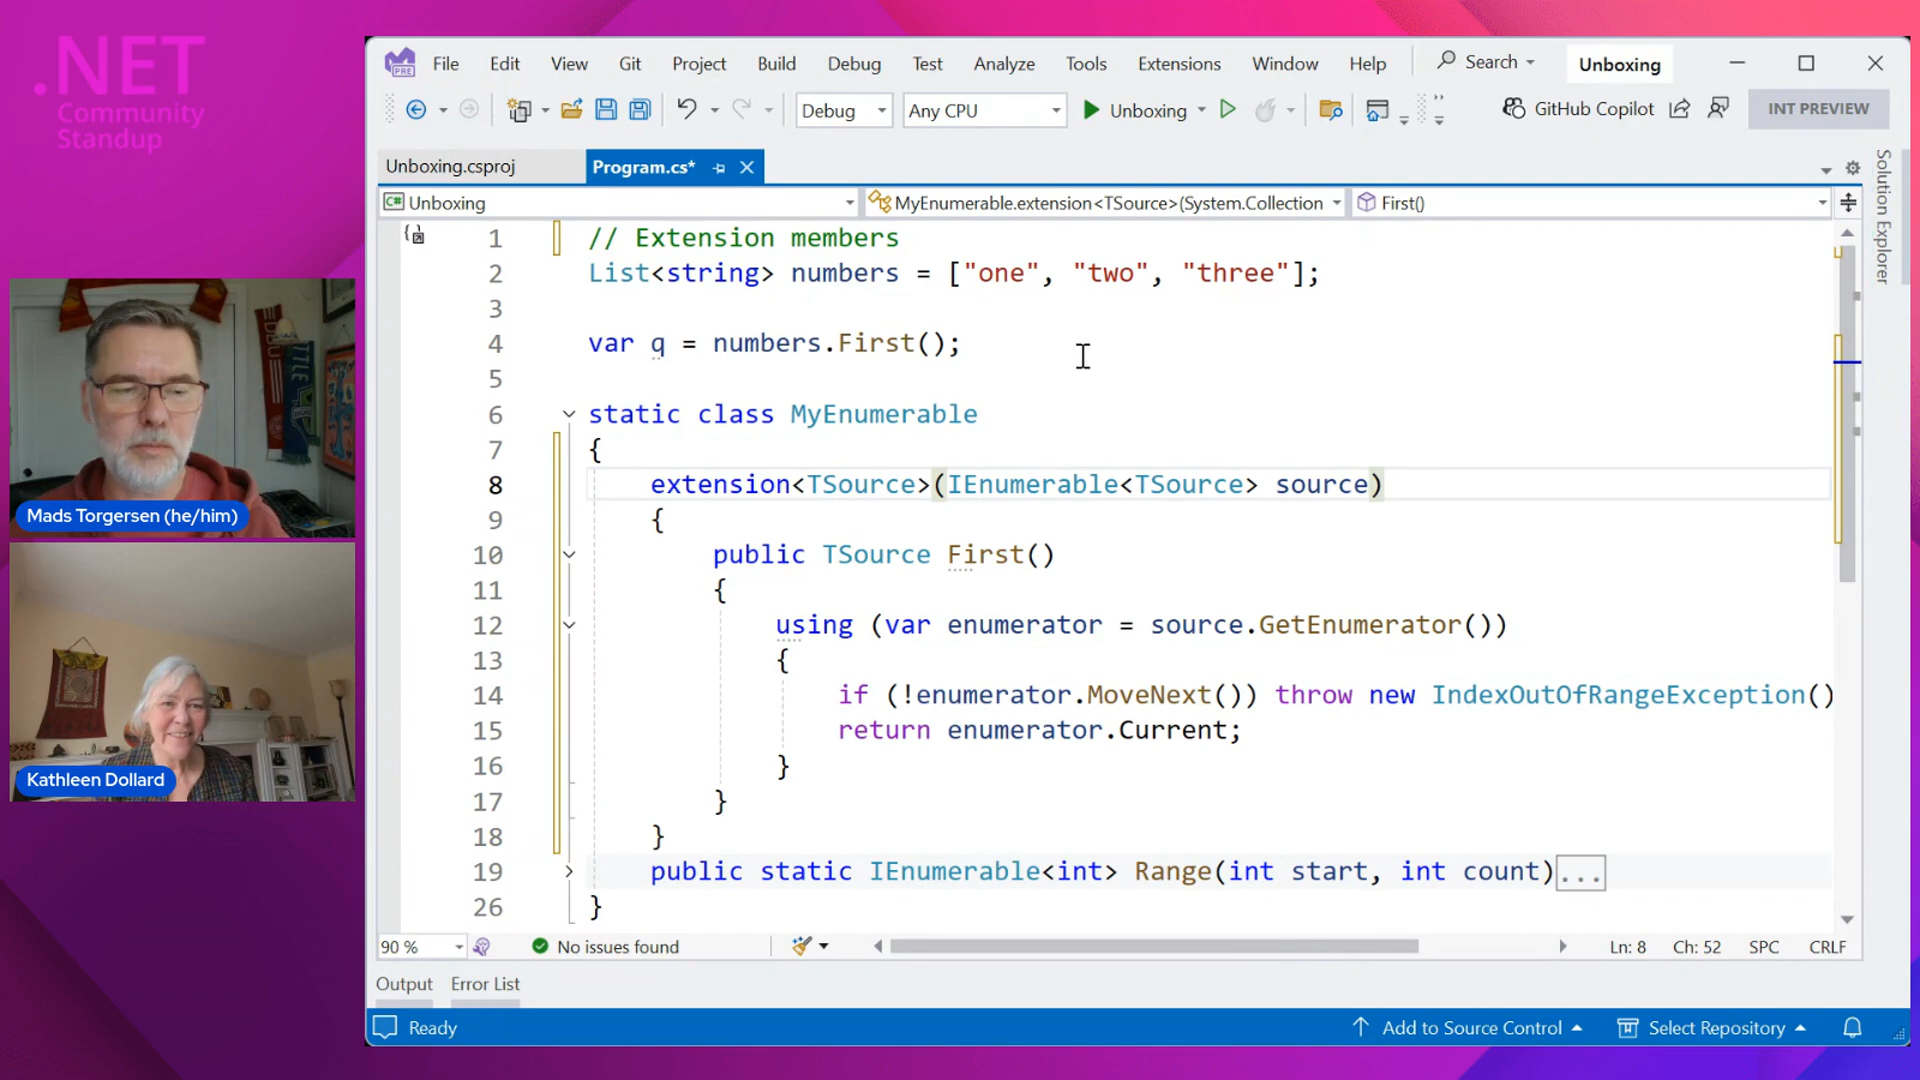 .NET
Community
Standup
PRE
File Edit View Git Project Build Debug Test Analyze Tools Extensions Window Help Search Unboxing
Debug Any CPU Unboxing GitHub Copilot INT PREVIEW
Unboxing.csproj Program.cs*
Solution Explorer
C# Unboxing MyEnumerable.extension<TSource>(System.Collection First()
1 // Extension members
2 List<string> numbers = ["one", "two", "three"];
3
4 var q = numbers.First();
5
6 static class MyEnumerable
7 {
8 extension<TSource>(IEnumerable<TSource> source)
9 {
10 public TSource First()
11 {
12 using (var enumerator = source.GetEnumerator())
13 {
14 if (!enumerator.MoveNext()) throw new IndexOutOfRangeException()
15 return enumerator.Current;
16 }
17 }
18 }
19 public static IEnumerable<int> Range(int start, int count)...
26 }
90 % No issues found Ln: 8 Ch: 52 SPC CRLF
Output Error List
Ready Add to Source Control Select Repository
Mads Torgersen (he/him)
Kathleen Dollard